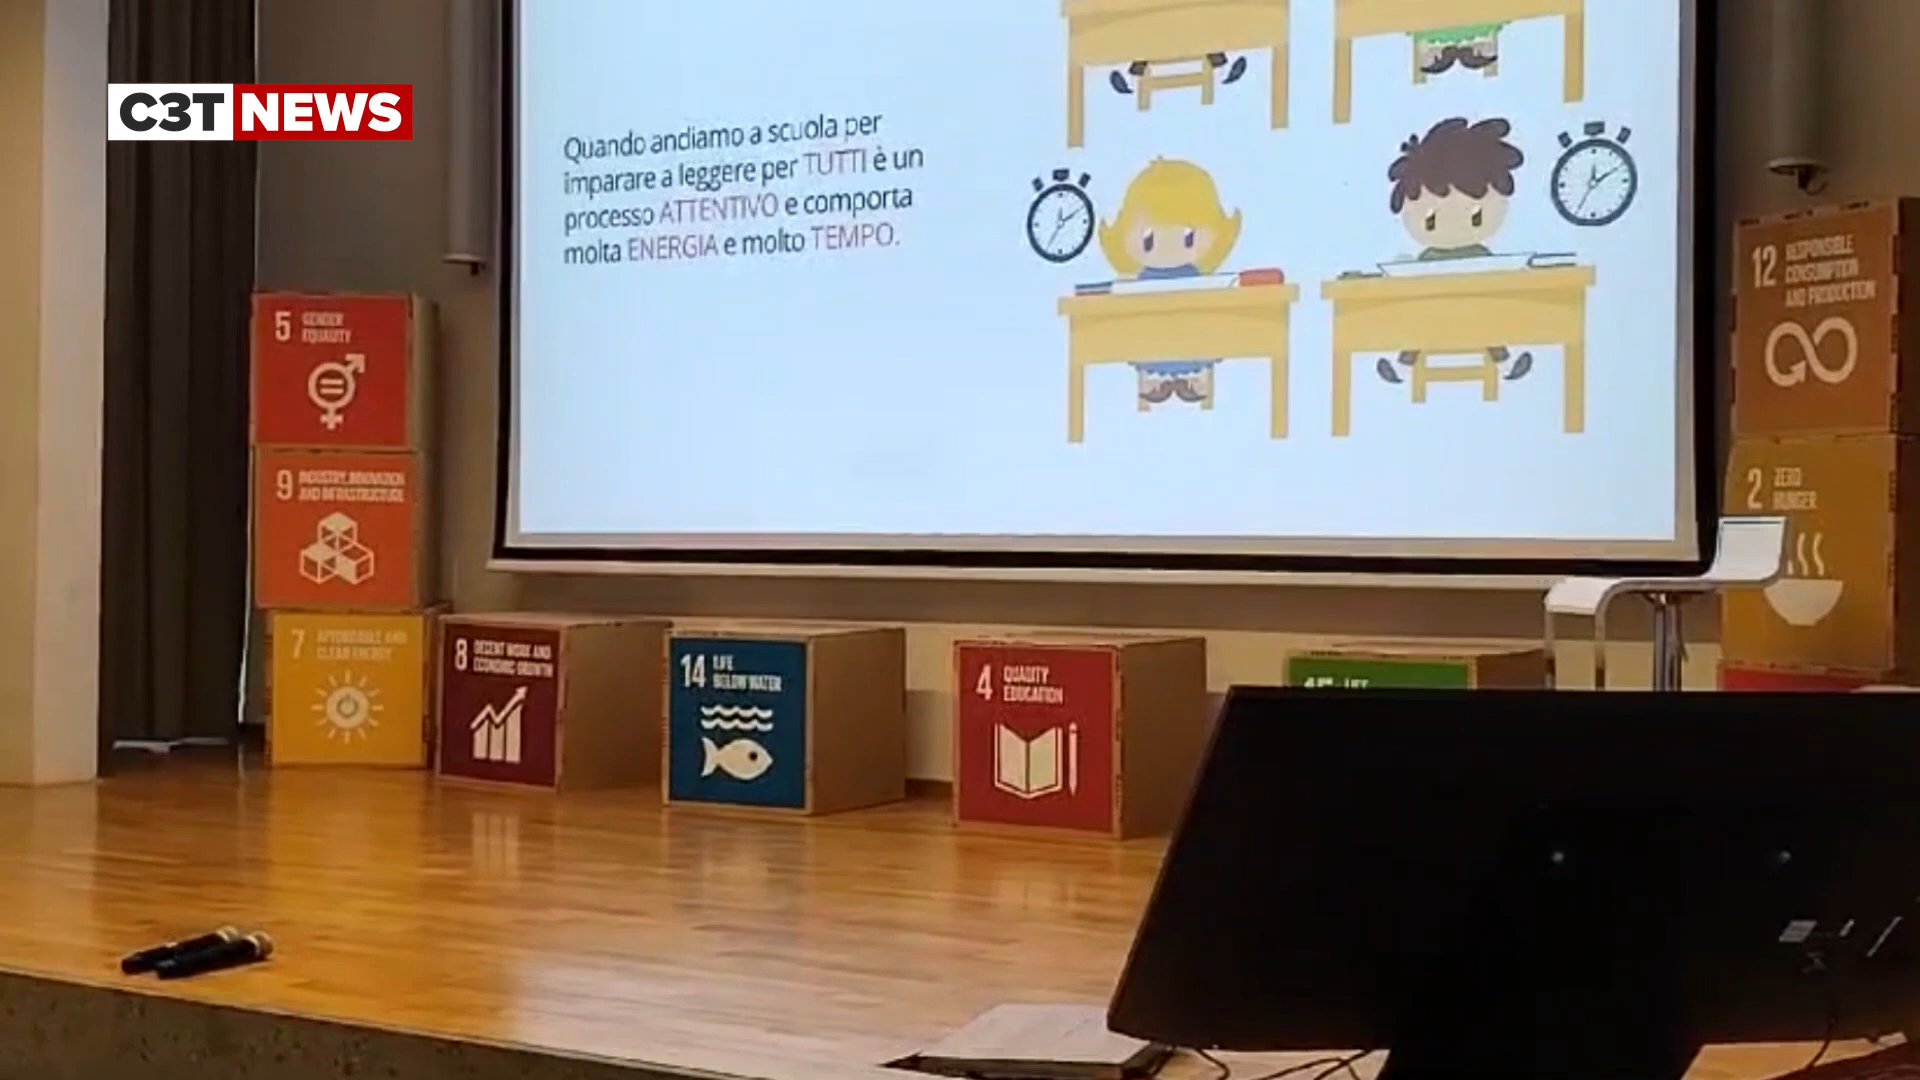 C3T NEWS
Quando andiamo a scuola per
imparare a leggere per TUTTI è un
processo ATTENTIVO e comporta
molta ENERGIA e molto TEMPO.
5 GENDER
EQUALITY
9 INDUSTRY, INNOVATION
AND INFRASTRUCTURE
7 AFFORDABLE AND
CLEAN ENERGY
8 DECENT WORK AND
ECONOMIC GROWTH
14 LIFE
BELOW WATER
4 QUALITY
EDUCATION
LIFE
12 RESPONSIBLE
CONSUMPTION
AND PRODUCTION
2 ZERO
HUNGER